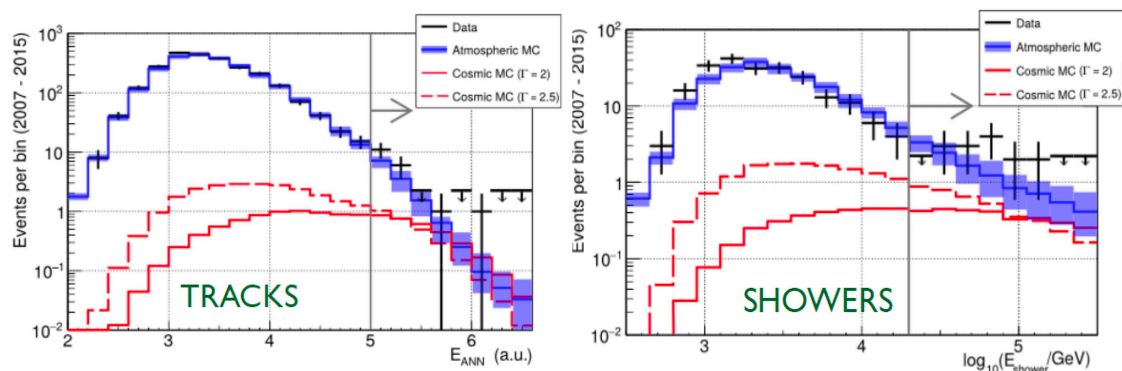 Events per bin (2007 - 2015)
10³
10²
10
1
10⁻¹
10⁻²
2
3
4
5
6
E_ANN (a.u.)
Data
Atmospheric MC
Cosmic MC (Γ = 2)
Cosmic MC (Γ = 2.5)
TRACKS
Events per bin (2007 - 2015)
10²
10
1
10⁻¹
10⁻²
3
4
5
log₁₀(E_shower/GeV)
Data
Atmospheric MC
Cosmic MC (Γ = 2)
Cosmic MC (Γ = 2.5)
SHOWERS